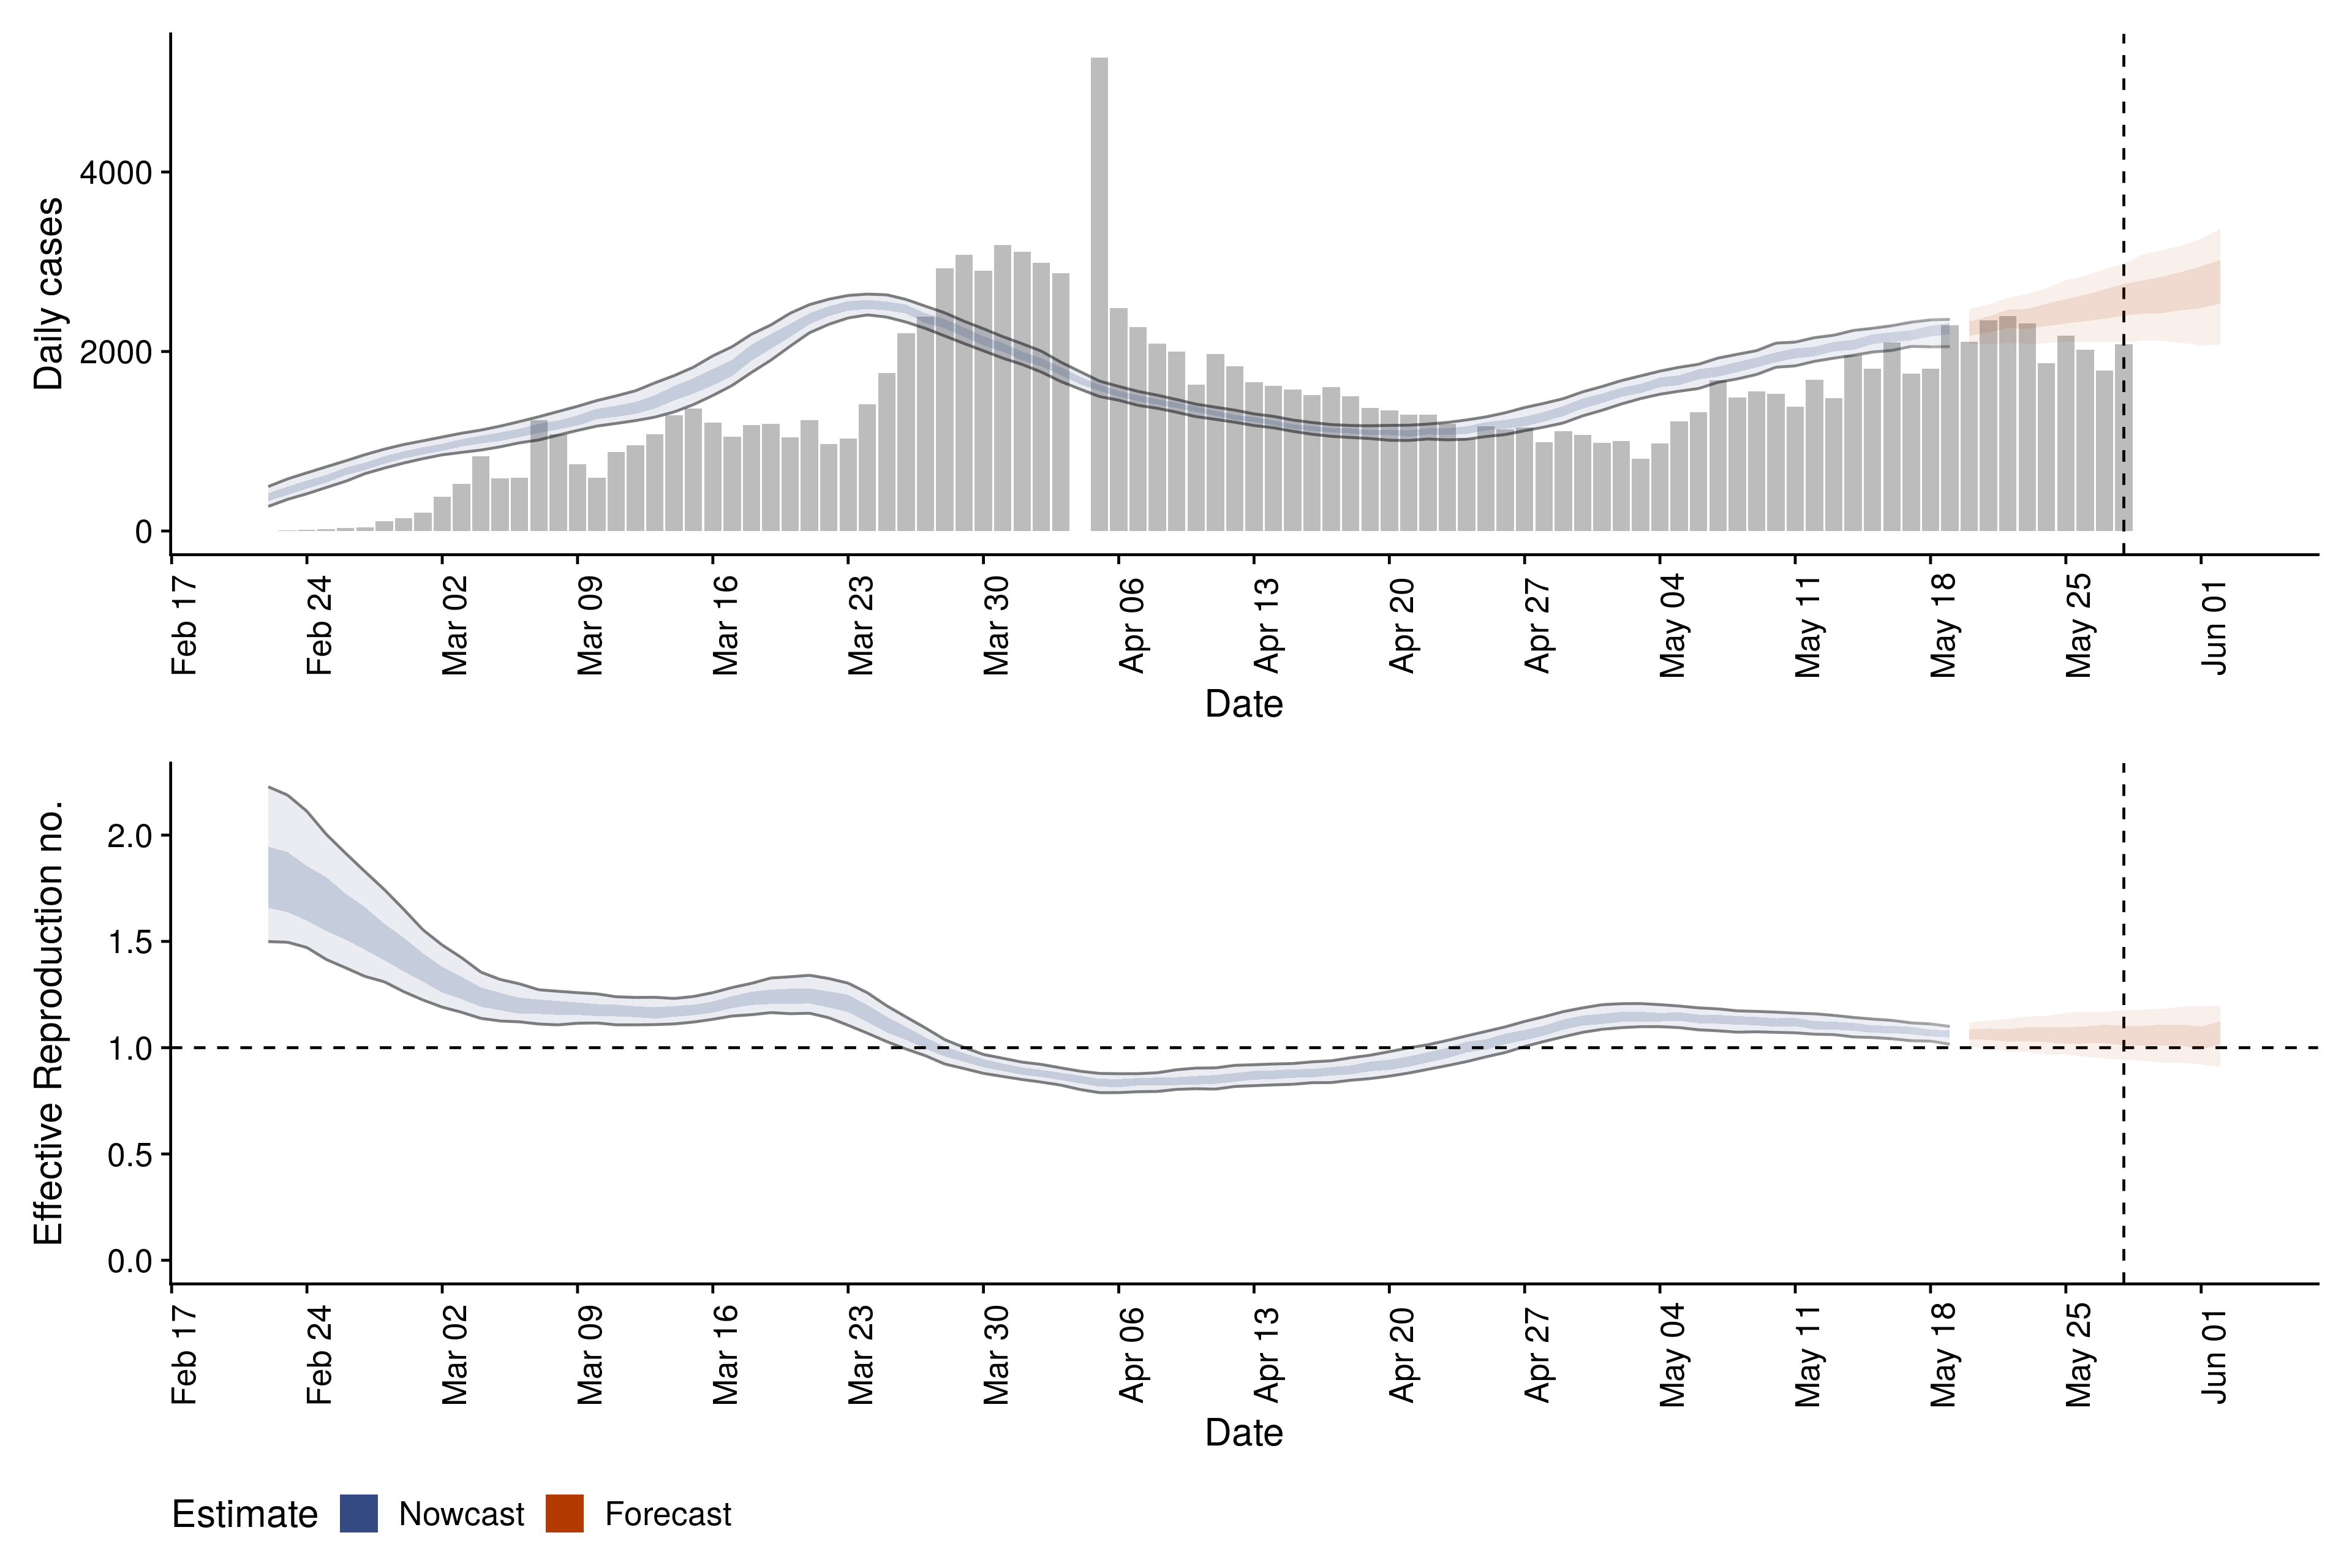 Daily cases
4000
2000
0
Feb 17 Feb 24 Mar 02 Mar 09 Mar 16 Mar 23 Mar 30 Apr 06 Apr 13 Apr 20 Apr 27 May 04 May 11 May 18 May 25 Jun 01
Date
Effective Reproduction no.
2.0
1.5
1.0
0.5
0.0
Feb 17 Feb 24 Mar 02 Mar 09 Mar 16 Mar 23 Mar 30 Apr 06 Apr 13 Apr 20 Apr 27 May 04 May 11 May 18 May 25 Jun 01
Date
Estimate Nowcast Forecast